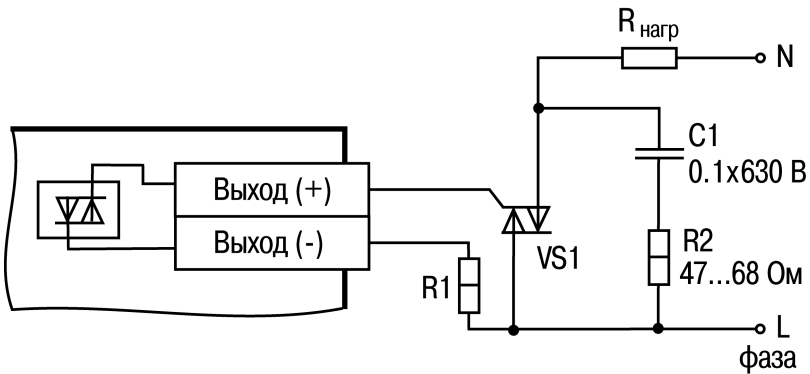 R нагр
N
C1
0.1x630 В
Выход (+)
Выход (-)
VS1
R2
47...68 Ом
R1
L
фаза